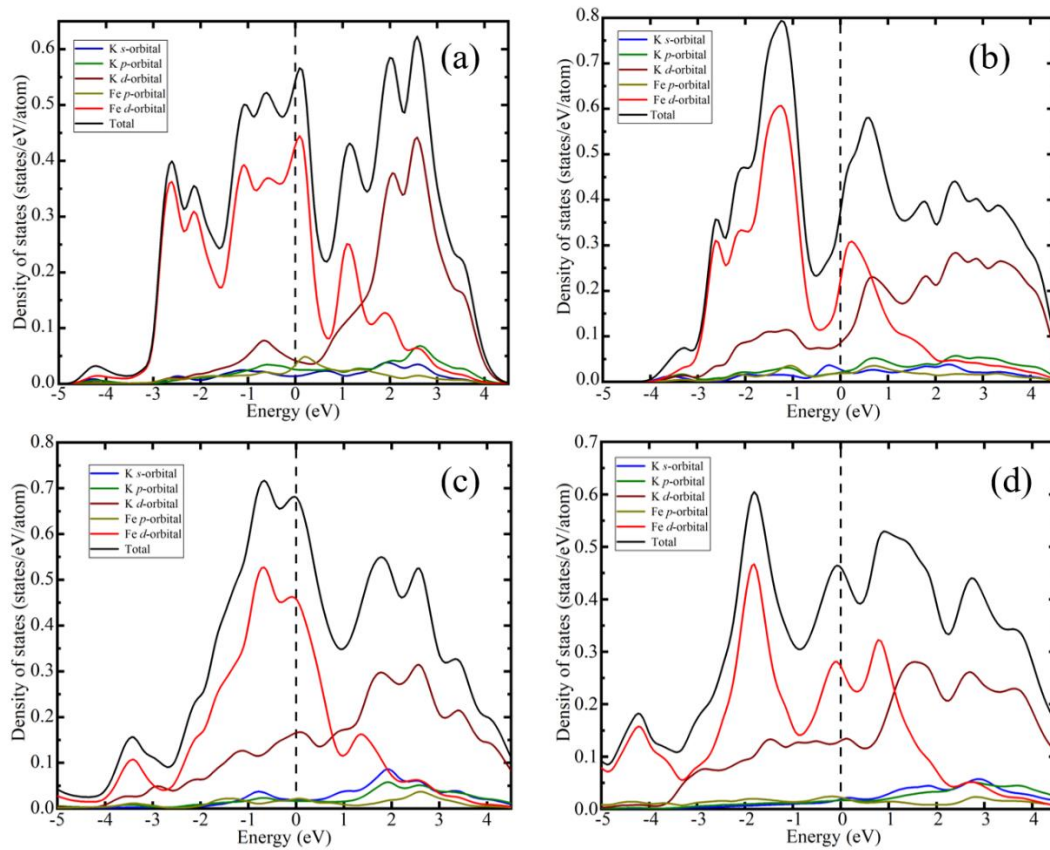 (a)
K s-orbital
K p-orbital
K d-orbital
Fe p-orbital
Fe d-orbital
Total
Density of states (states/eV/atom)
0.6
0.5
0.4
0.3
0.2
0.1
0.0
-5 -4 -3 -2 -1 0 1 2 3 4
Energy (eV)
(b)
K s-orbital
K p-orbital
K d-orbital
Fe p-orbital
Fe d-orbital
Total
Density of states (states/eV/atom)
0.8
0.7
0.6
0.5
0.4
0.3
0.2
0.1
0.0
-5 -4 -3 -2 -1 0 1 2 3 4
Energy (eV)
(c)
K s-orbital
K p-orbital
K d-orbital
Fe p-orbital
Fe d-orbital
Total
Density of states (states/eV/atom)
0.8
0.7
0.6
0.5
0.4
0.3
0.2
0.1
0.0
-5 -4 -3 -2 -1 0 1 2 3 4
Energy (eV)
(d)
K s-orbital
K p-orbital
K d-orbital
Fe p-orbital
Fe d-orbital
Total
Density of states (states/eV/atom)
0.7
0.6
0.5
0.4
0.3
0.2
0.1
0.0
-5 -4 -3 -2 -1 0 1 2 3 4
Energy (eV)